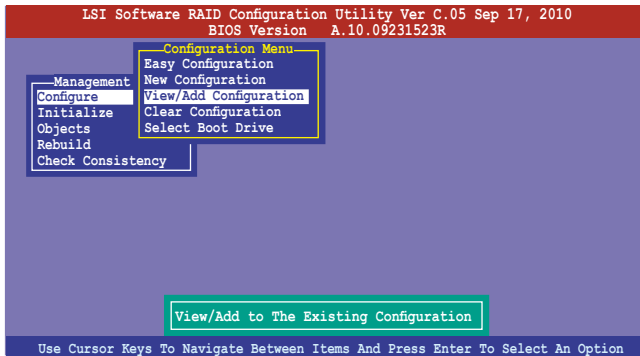 LSI Software RAID Configuration Utility Ver C.05 Sep 17, 2010
BIOS Version A.10.09231523R
Configuration Menu
Easy Configuration
New Configuration
View/Add Configuration
Clear Configuration
Select Boot Drive
Management
Configure
Initialize
Objects
Rebuild
Check Consistency
View/Add to The Existing Configuration
Use Cursor Keys To Navigate Between Items And Press Enter To Select An Option